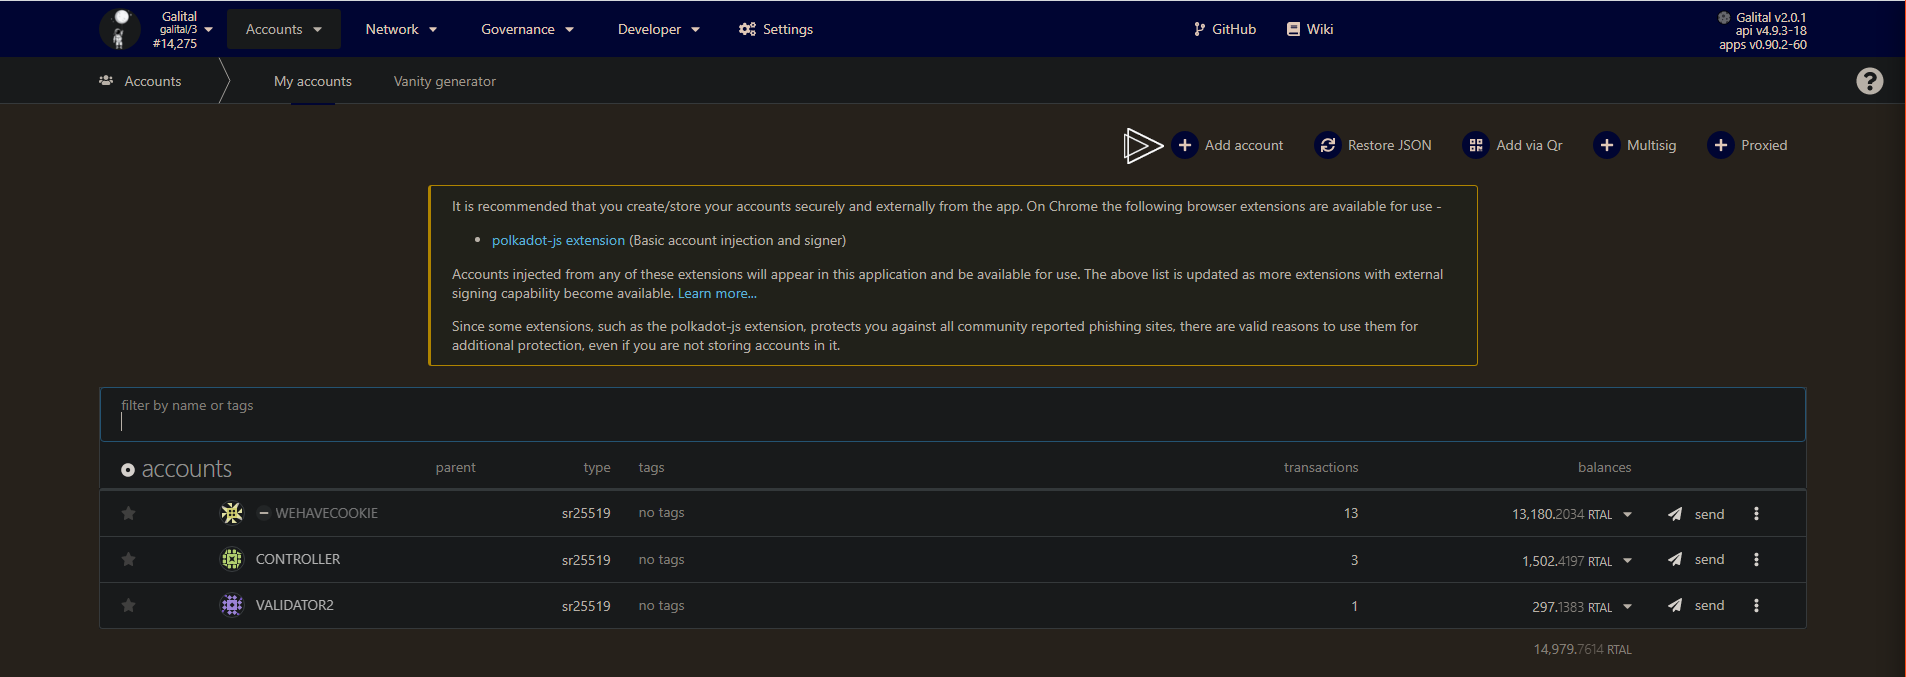 Galital
galital/3
#14,275
Accounts
Network
Governance
Developer
Settings
GitHub
Wiki
Galital v2.0.1
api v4.9.3-18
apps v0.90.2-60
Accounts
My accounts
Vanity generator
Add account
Restore JSON
Add via Qr
Multisig
Proxied
It is recommended that you create/store your accounts securely and externally from the app. On Chrome the following browser extensions are available for use -
• polkadot-js extension (Basic account injection and signer)
Accounts injected from any of these extensions will appear in this application and be available for use. The above list is updated as more extensions with external
signing capability become available. Learn more...
Since some extensions, such as the polkadot-js extension, protects you against all community reported phishing sites, there are valid reasons to use them for
additional protection, even if you are not storing accounts in it.
filter by name or tags
accounts parent type tags transactions balances
WEHAVECOOKIE sr25519 no tags 13 13,180.2034 RTAL send
CONTROLLER sr25519 no tags 3 1,502.4197 RTAL send
VALIDATOR2 sr25519 no tags 1 297.1383 RTAL send
14,979.7614 RTAL